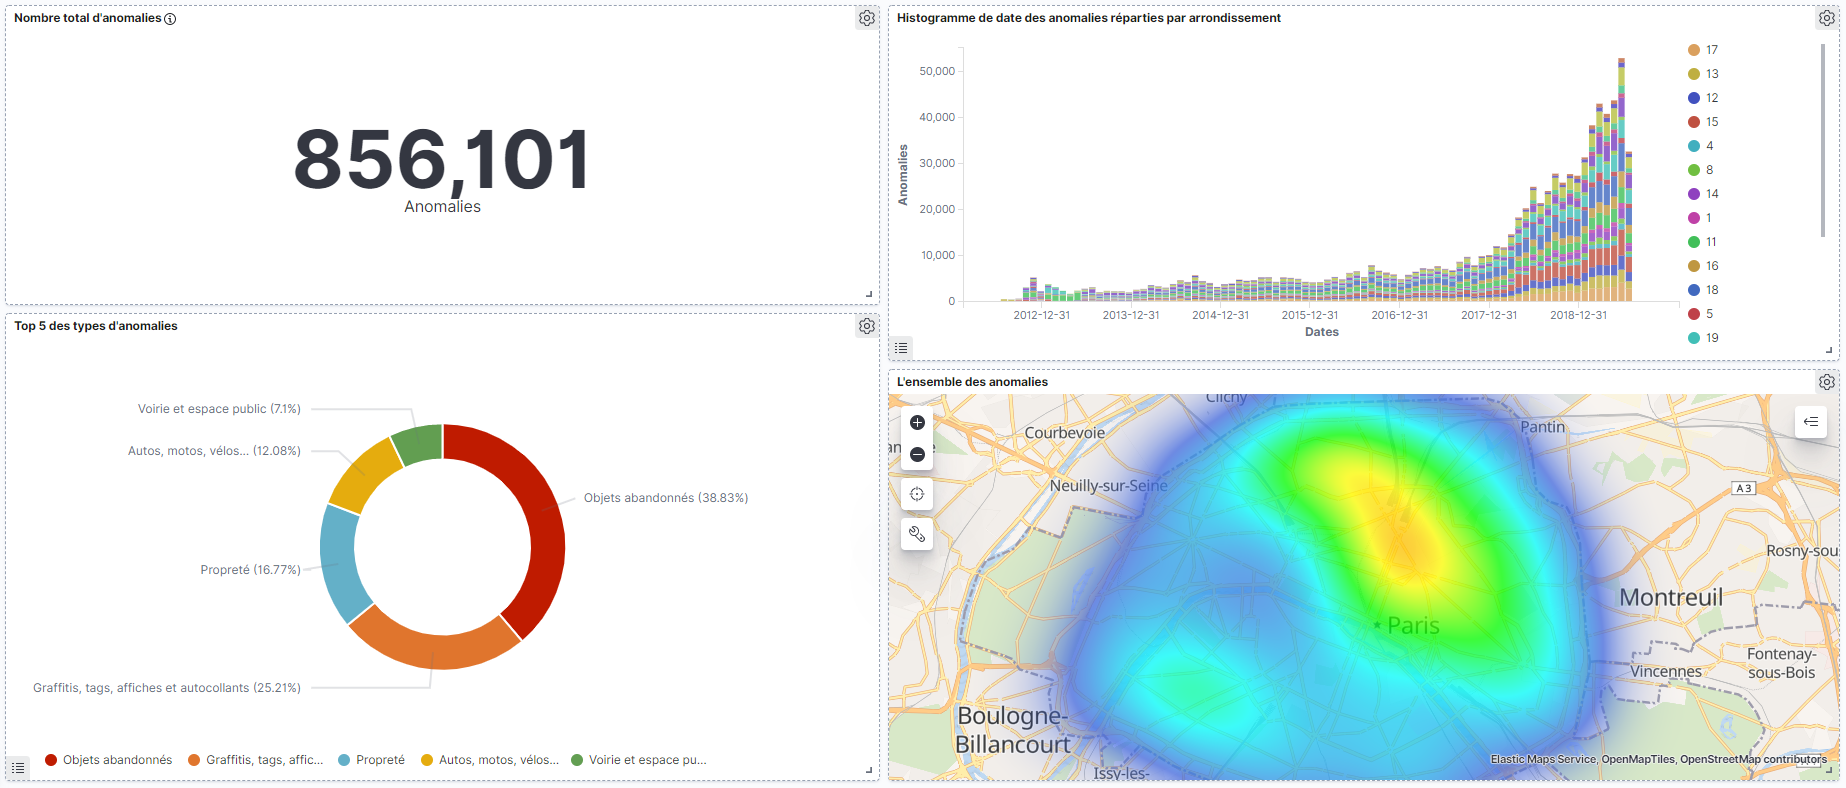 Nombre total d'anomalies
856,101
Anomalies
Top 5 des types d'anomalies
Voirie et espace public (7.1%)
Autos, motos, vélos... (12.08%)
Objets abandonnés (38.83%)
Propreté (16.77%)
Graffitis, tags, affiches et autocollants (25.21%)
Objets abandonnés
Graffitis, tags, affic...
Propreté
Autos, motos, vélos...
Voirie et espace pu...
Histogramme de date des anomalies réparties par arrondissement
50,000
40,000
30,000
20,000
10,000
0
Anomalies
2012-12-31 2013-12-31 2014-12-31 2015-12-31 2016-12-31 2017-12-31 2018-12-31
Dates
17
13
12
15
4
8
14
1
11
16
18
5
19
L'ensemble des anomalies
Clichy
Courbevoie
Pantin
Neuilly-sur-Seine
A 3
Rosny-sou
Montreuil
Paris
Fontenay-
sous-Bois
Vincennes
Boulogne-
Billancourt
Issy-les-
Elastic Maps Service, OpenMapTiles, OpenStreetMap contributors